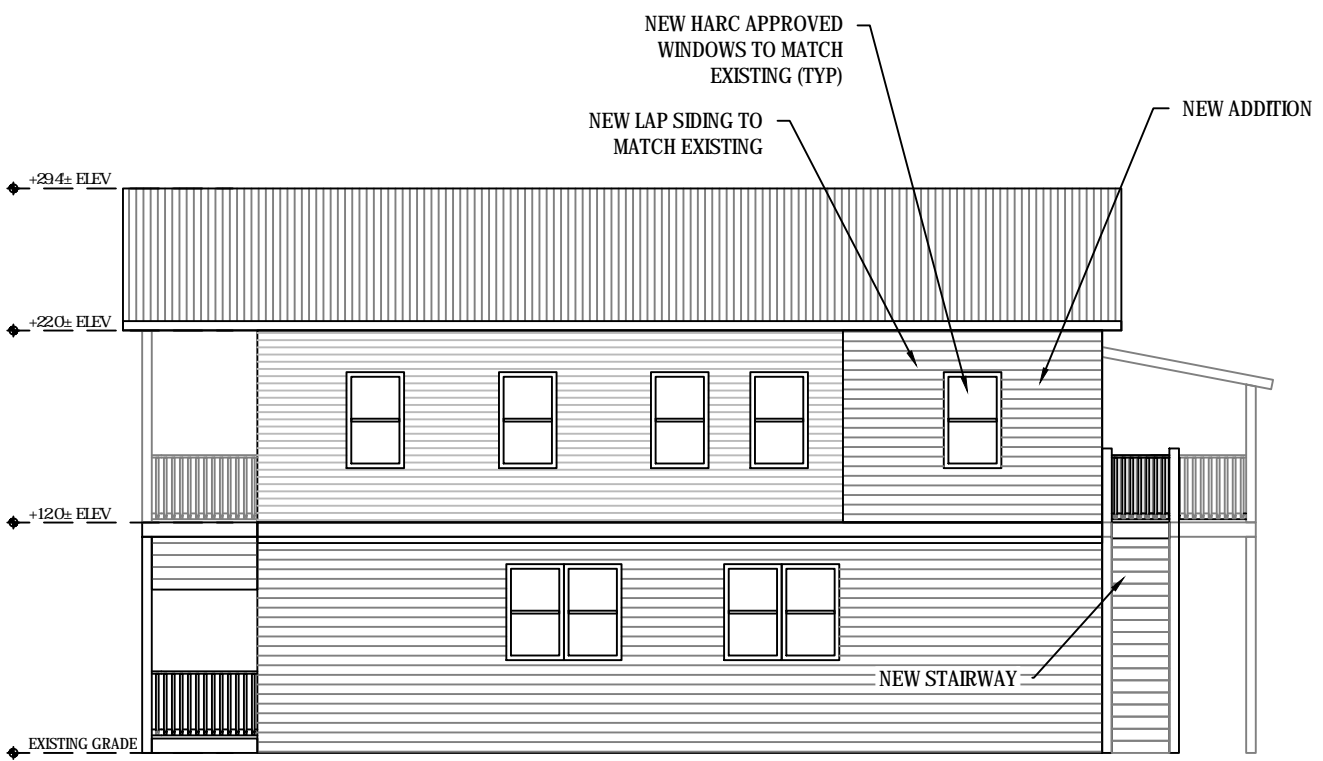 NEW HARC APPROVED
WINDOWS TO MATCH
EXISTING (TYP)
NEW LAP SIDING TO
MATCH EXISTING
NEW ADDITION
+29.4± ELEV
+22.0± ELEV
+12.0± ELEV
NEW STAIRWAY
EXISTING GRADE